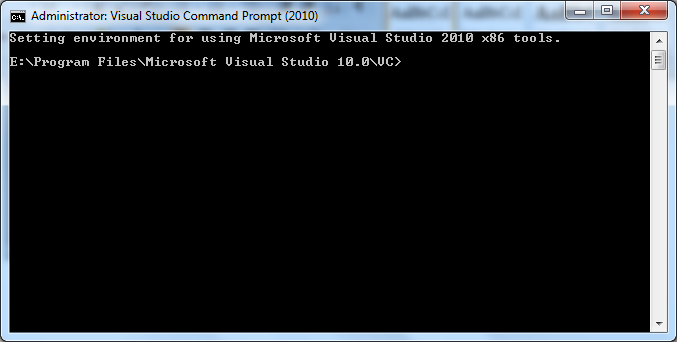 Administrator: Visual Studio Command Prompt (2010)
Setting environment for using Microsoft Visual Studio 2010 x86 tools.
E:\Program Files\Microsoft Visual Studio 10.0\VC>